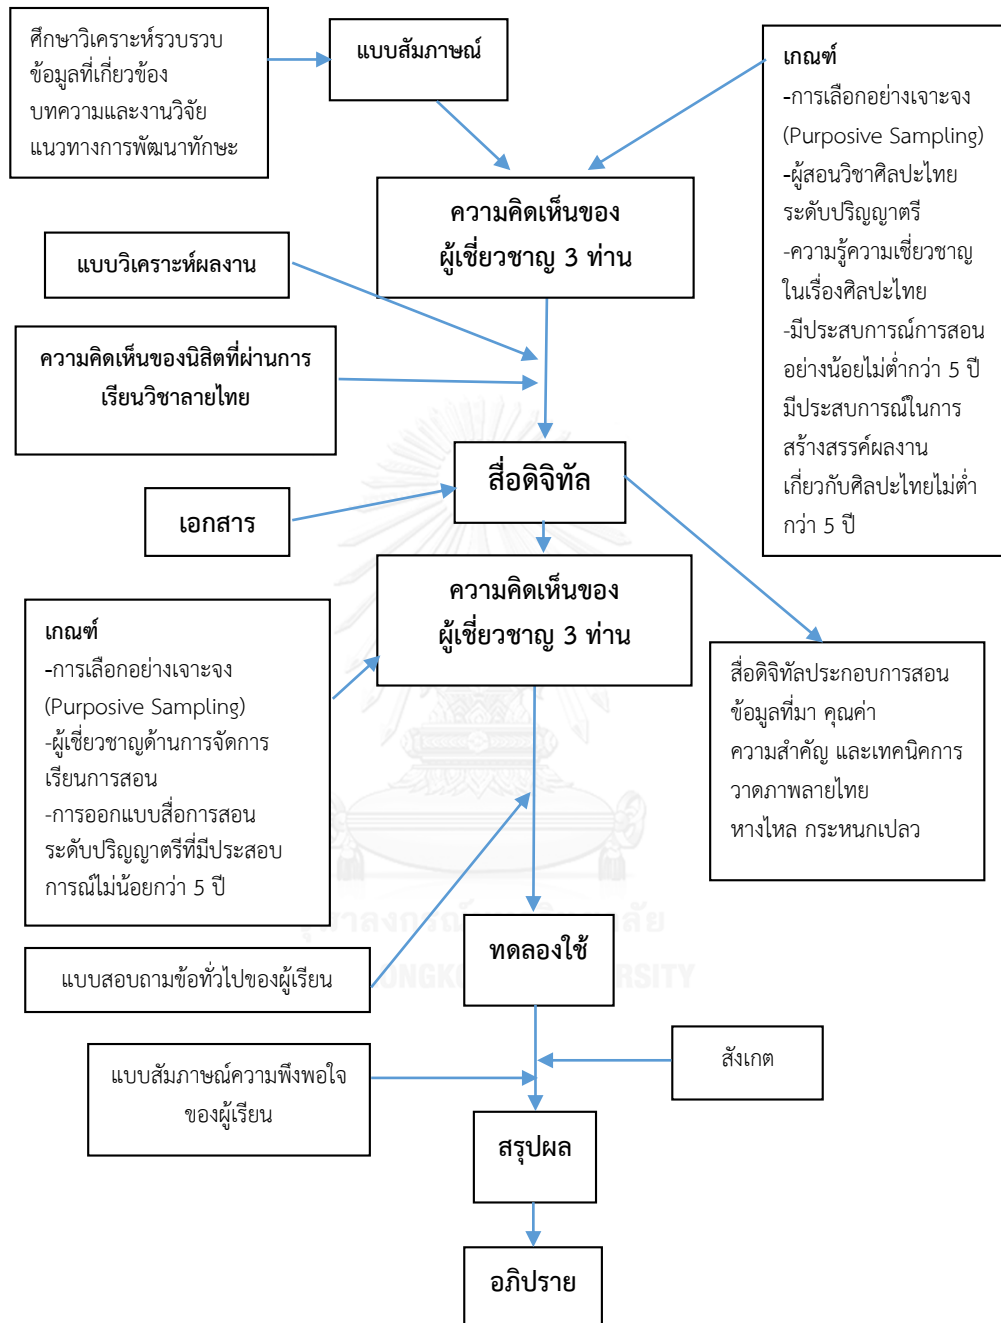 ศึกษาวิเคราะห์รวบรวม
ข้อมูลที่เกี่ยวข้อง
บทความและงานวิจัย
แนวทางการพัฒนาทักษะ
แบบสัมภาษณ์
เกณฑ์
-การเลือกอย่างเจาะจง
(Purposive Sampling)
-ผู้สอนวิชาศิลปะไทย
ระดับปริญญาตรี
-ความรู้ความเชี่ยวชาญ
ในเรื่องศิลปะไทย
-มีประสบการณ์การสอน
อย่างน้อยไม่ต่ำกว่า 5 ปี
มีประสบการณ์ในการ
สร้างสรรค์ผลงาน
เกี่ยวกับศิลปะไทยไม่ต่ำ
กว่า 5 ปี
ความคิดเห็นของ
ผู้เชี่ยวชาญ 3 ท่าน
แบบวิเคราะห์ผลงาน
ความคิดเห็นของนิสิตที่ผ่านการ
เรียนวิชาลายไทย
สื่อดิจิทัล
เอกสาร
ความคิดเห็นของ
ผู้เชี่ยวชาญ 3 ท่าน
เกณฑ์
-การเลือกอย่างเจาะจง
(Purposive Sampling)
-ผู้เชี่ยวชาญด้านการจัดการ
เรียนการสอน
-การออกแบบสื่อการสอน
ระดับปริญญาตรีที่มีประสอบ
การณ์ไม่น้อยกว่า 5 ปี
สื่อดิจิทัลประกอบการสอน
ข้อมูลที่มา คุณค่า
ความสำคัญ และเทคนิคการ
วาดภาพลายไทย
หางไหล กระหนกเปลว
ทดลองใช้
แบบสอบถามข้อทั่วไปของผู้เรียน
แบบสัมภาษณ์ความพึงพอใจ
ของผู้เรียน
สังเกต
สรุปผล
อภิปราย